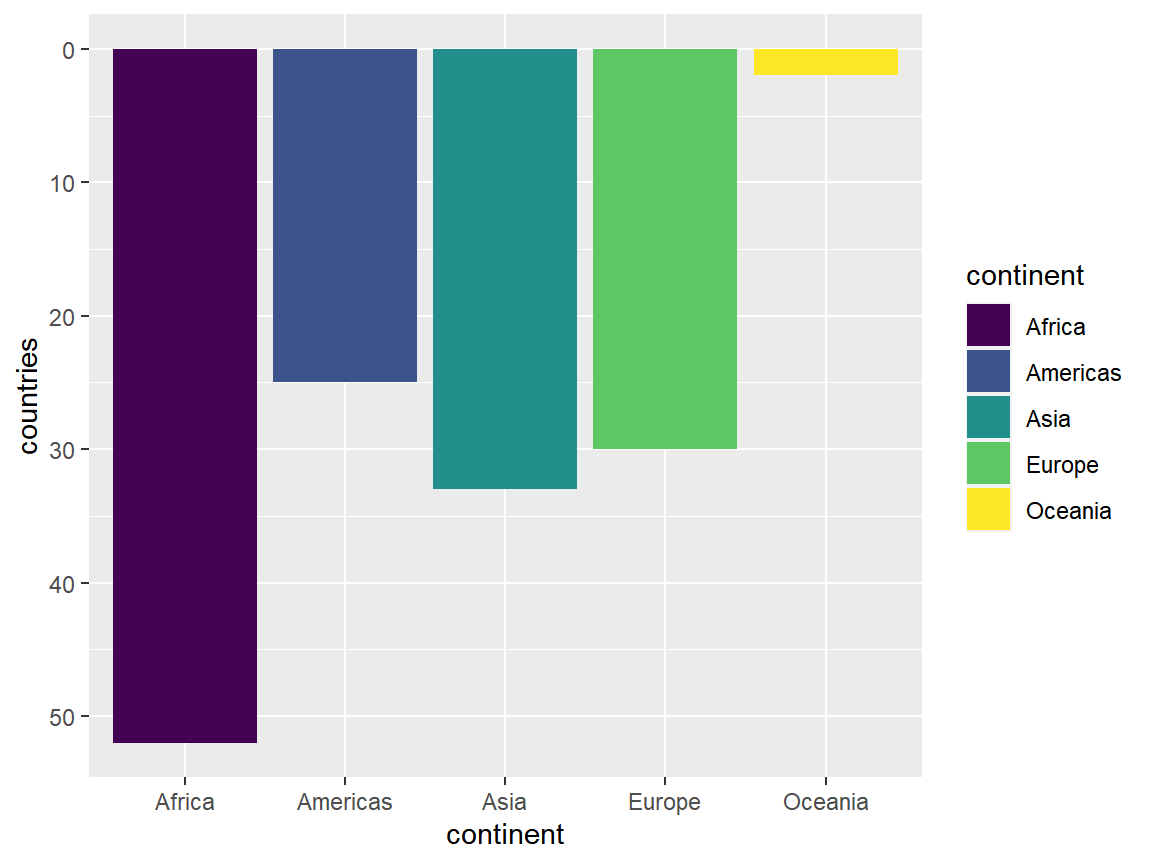 countries
0
10
20
30
40
50
Africa Americas Asia Europe Oceania
continent
continent
Africa
Americas
Asia
Europe
Oceania